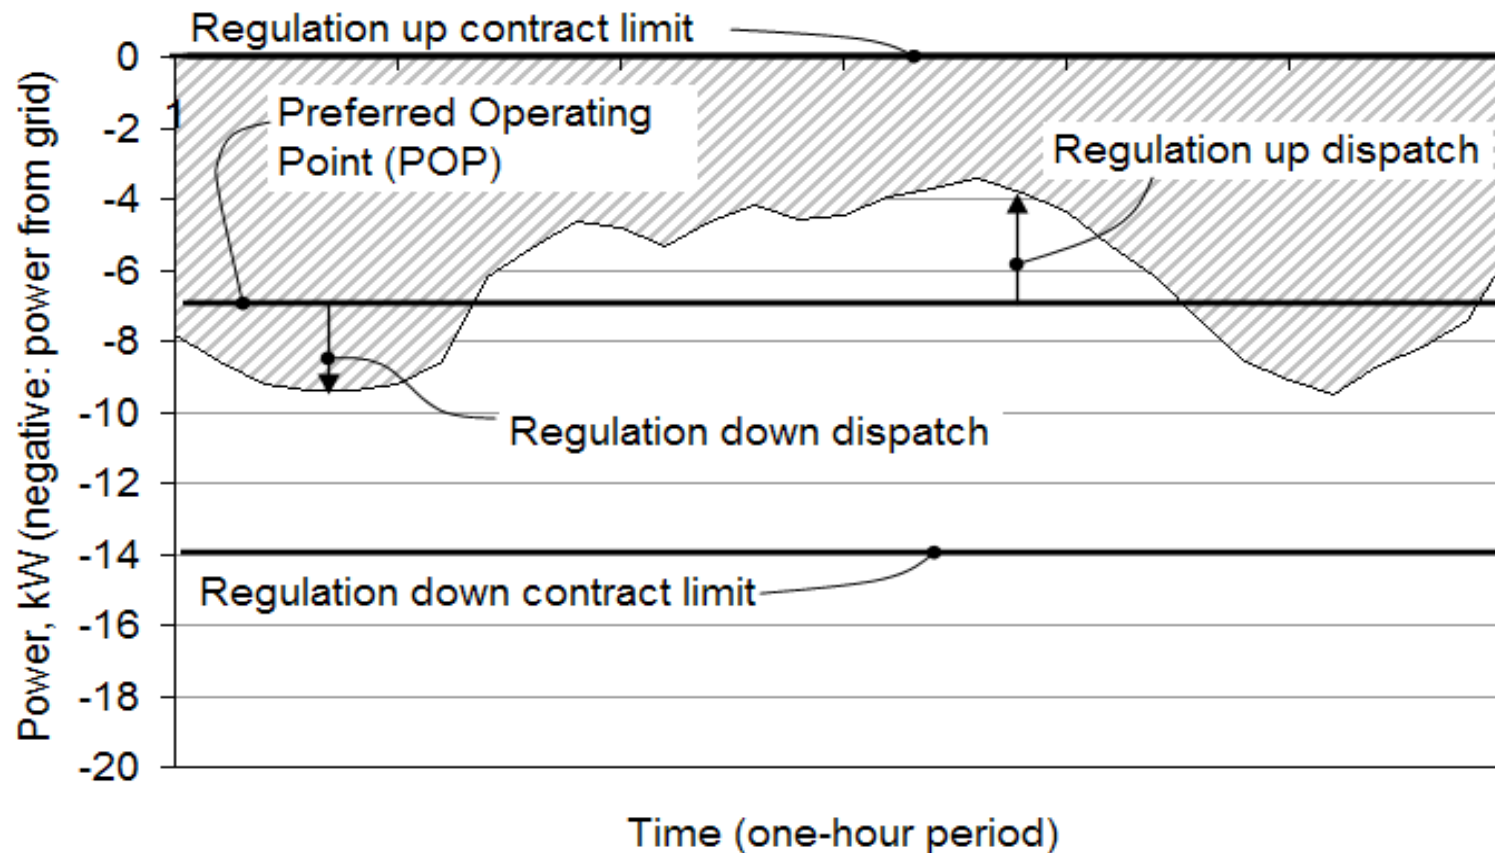 Regulation up contract limit
0
1
Preferred Operating
Point (POP)
-2
Regulation up dispatch
-4
-6
-8
-10
Regulation down dispatch
-12
-14
Regulation down contract limit
-16
-18
-20
Power, kW (negative: power from grid)
Time (one-hour period)